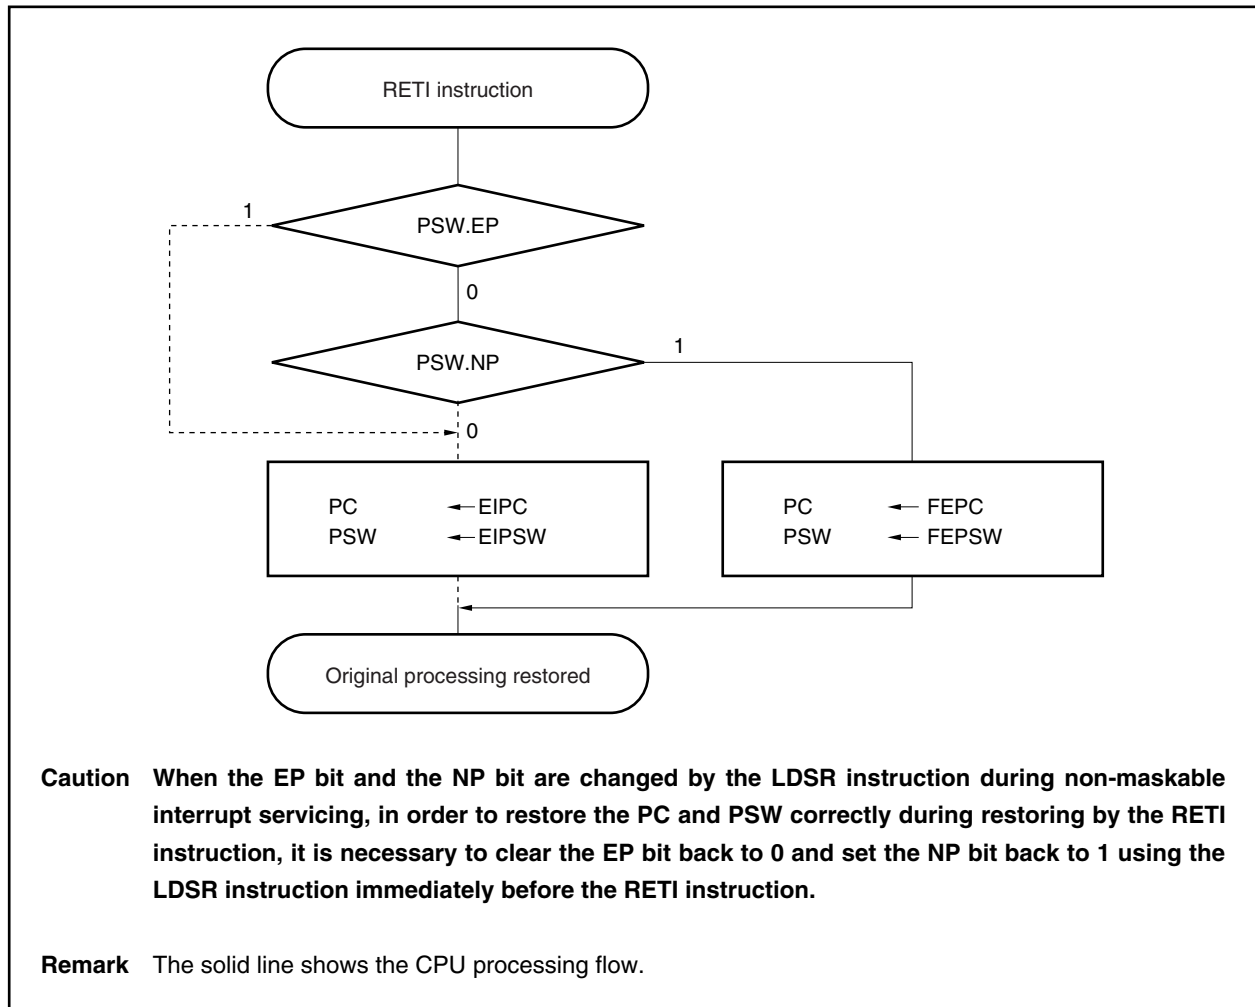 RETI instruction
1
PSW.EP
0
PSW.NP
1
0
PC ← EIPC
PSW ← EIPSW
PC ← FEPC
PSW ← FEPSW
Original processing restored
Caution When the EP bit and the NP bit are changed by the LDSR instruction during non-maskable
interrupt servicing, in order to restore the PC and PSW correctly during restoring by the RETI
instruction, it is necessary to clear the EP bit back to 0 and set the NP bit back to 1 using the
LDSR instruction immediately before the RETI instruction.
Remark The solid line shows the CPU processing flow.